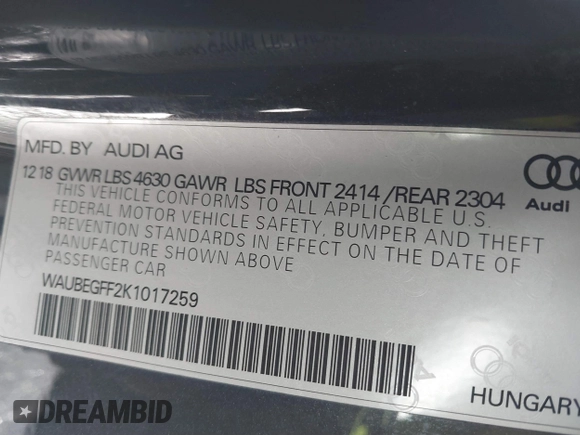 MFD. BY AUDI AG
12 18 GVWR LBS 4630 GAWR LBS FRONT 2414 /REAR 2304
THIS VEHICLE CONFORMS TO ALL APPLICABLE U.S.
FEDERAL MOTOR VEHICLE SAFETY, BUMPER AND THEFT
PREVENTION STANDARDS IN EFFECT ON THE DATE OF
MANUFACTURE SHOWN ABOVE
PASSENGER CAR
WAUBEGFF2K1017259
Audi
HUNGARY
DREAMBID